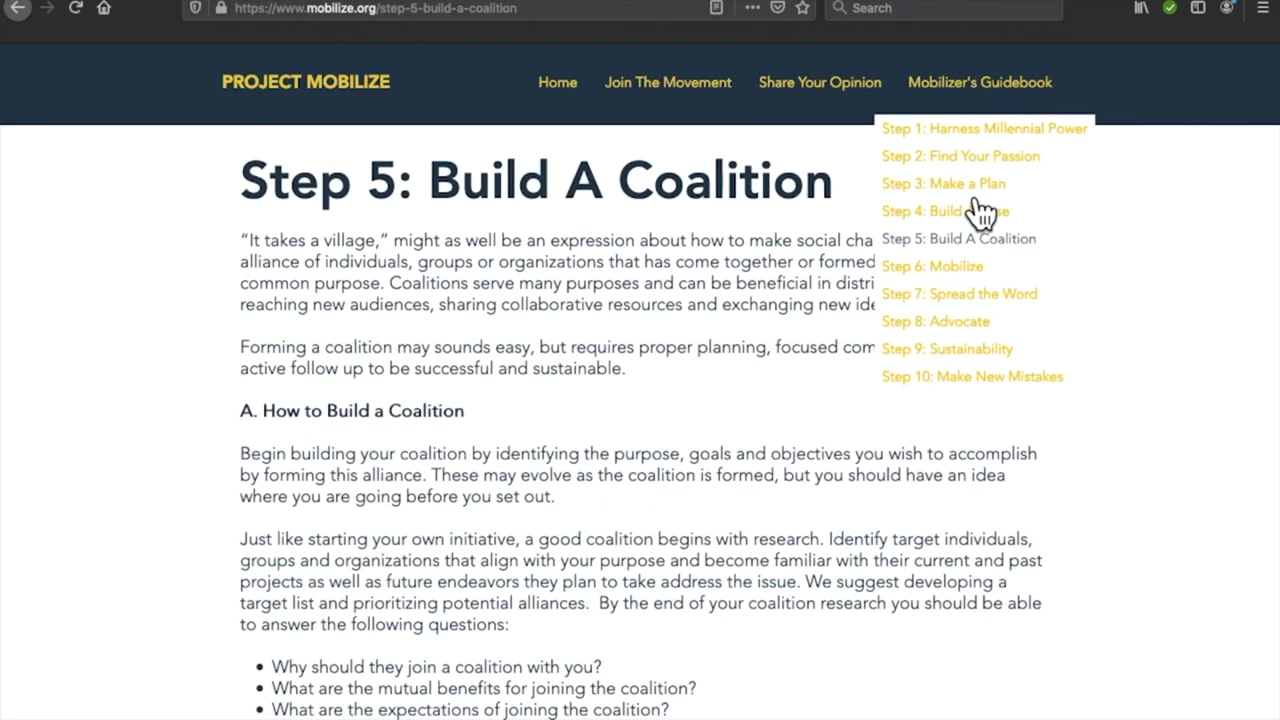 https://www.mobilize.org/step-5-build-a-coalition
Search
PROJECT MOBILIZE
Home
Join The Movement
Share Your Opinion
Mobilizer's Guidebook
Step 1: Harness Millennial Power
Step 2: Find Your Passion
Step 3: Make a Plan
Step 4: Build
Step 5: Build A Coalition
Step 6: Mobilize
Step 7: Spread the Word
Step 8: Advocate
Step 9: Sustainability
Step 10: Make New Mistakes
Step 5: Build A Coalition
“It takes a village,” might as well be an expression about how to make social
alliance of individuals, groups or organizations that has come together or formed
common purpose. Coalitions serve many purposes and can be beneficial in
reaching new audiences, sharing collaborative resources and exchanging new
Forming a coalition may sounds easy, but requires proper planning, focused
active follow up to be successful and sustainable.
A. How to Build a Coalition
Begin building your coalition by identifying the purpose, goals and objectives you wish to accomplish
by forming this alliance. These may evolve as the coalition is formed, but you should have an idea
where you are going before you set out.
Just like starting your own initiative, a good coalition begins with research. Identify target individuals,
groups and organizations that align with your purpose and become familiar with their current and past
projects as well as future endeavors they plan to take address the issue. We suggest developing a
target list and prioritizing potential alliances. By the end of your coalition research you should be able
to answer the following questions:
• Why should they join a coalition with you?
• What are the mutual benefits for joining the coalition?
• What are the expectations of joining the coalition?